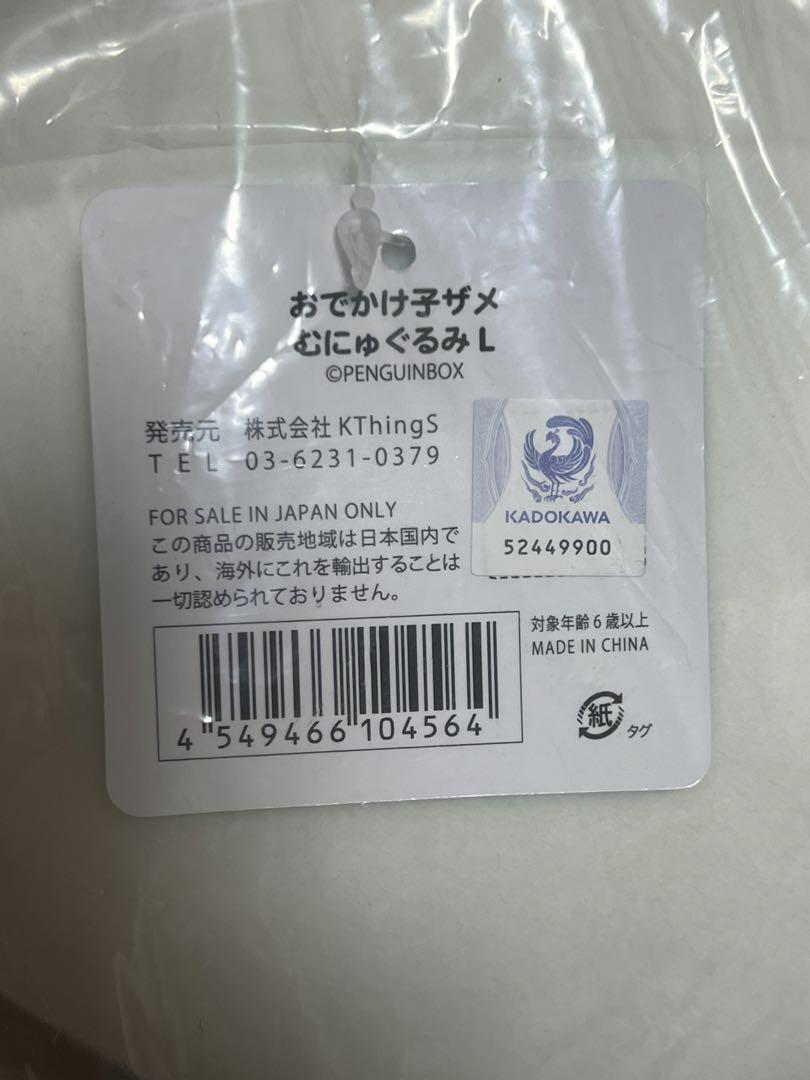 おでかけ子ザメ
むにゅぐるみ L
©PENGUINBOX
発売元 株式会社 KThingS
TEL 03-6231-0379
FOR SALE IN JAPAN ONLY
この商品の販売地域は日本国内で
あり、海外にこれを輸出することは
一切認められておりません。
KADOKAWA
52449900
対象年齢 6 歳以上
MADE IN CHINA
4 549466 104564
紙 タグ